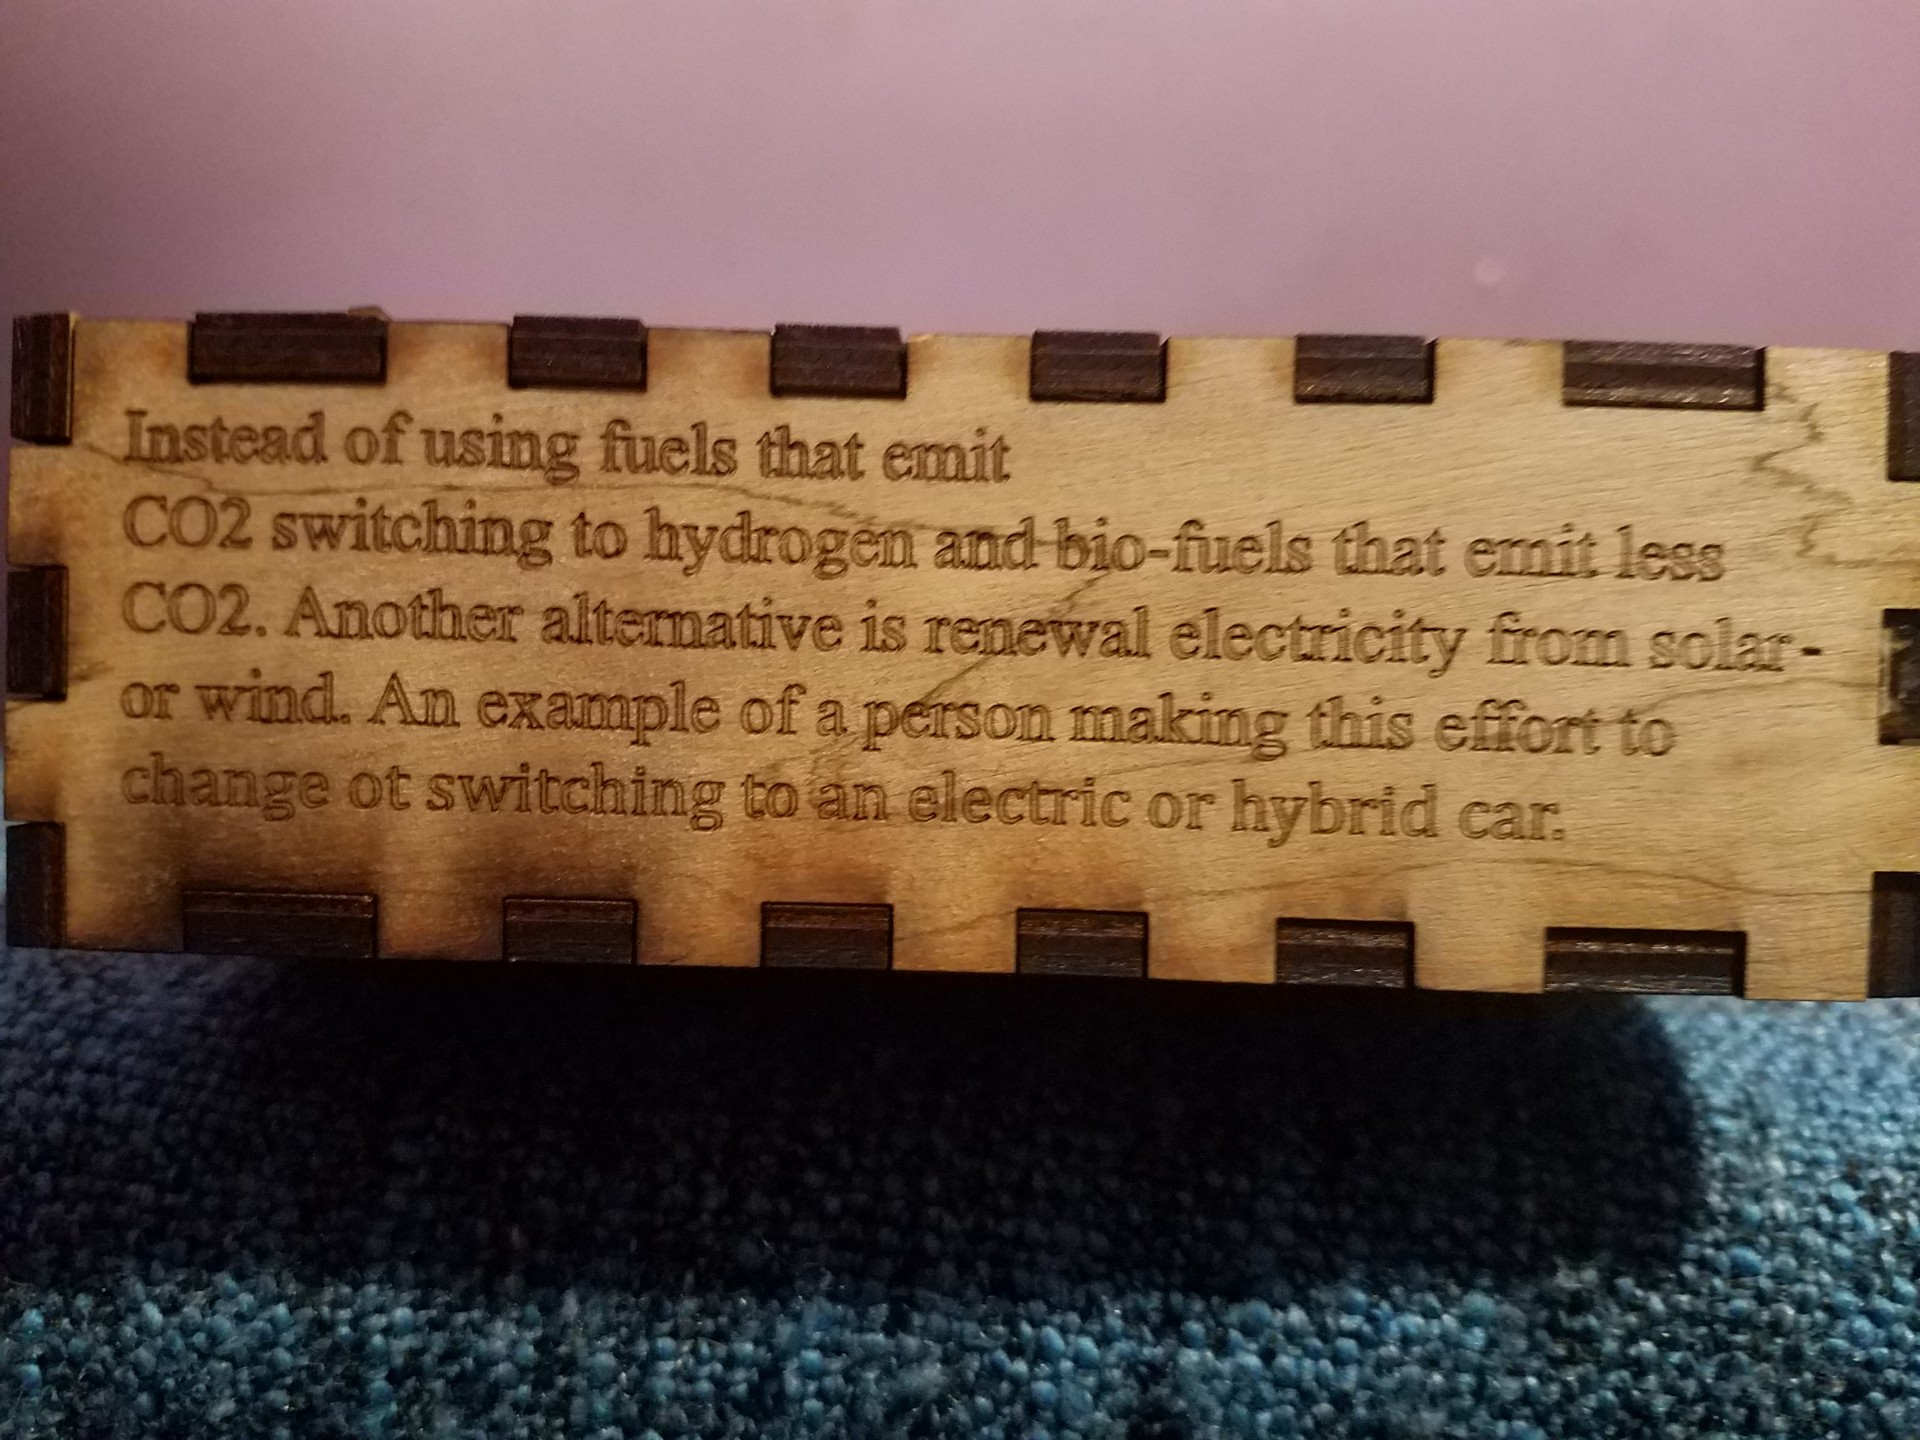 Instead of using fuels that emit
CO2 switching to hydrogen and bio-fuels that emit less
CO2. Another alternative is renewal electricity from solar-
or wind. An example of a person making this effort to
change ot switching to an electric or hybrid car.